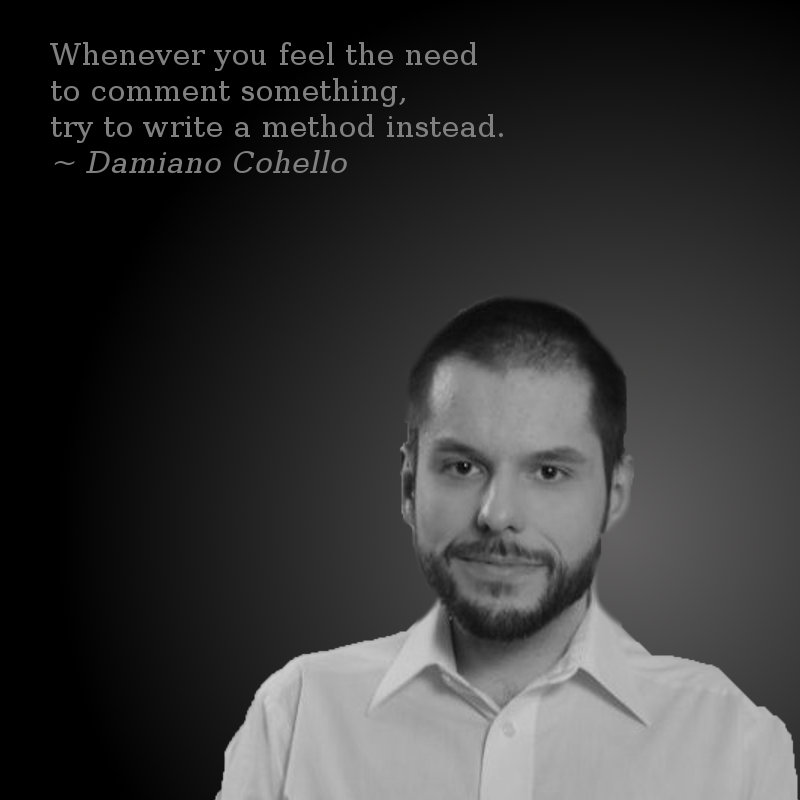 Whenever you feel the need
to comment something,
try to write a method instead.
~ Damiano Cohello